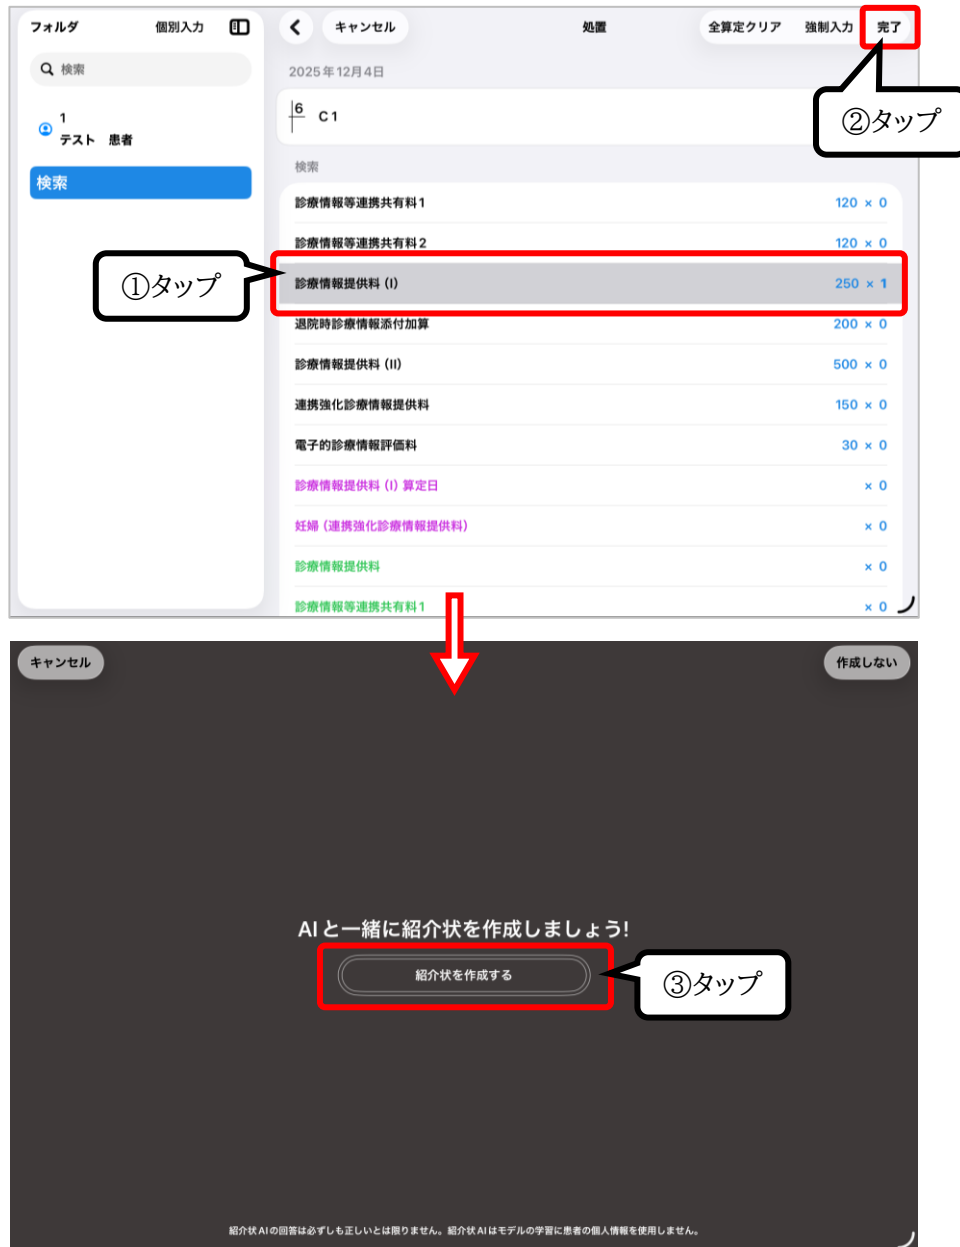 フォルダ
個別入力
キャンセル
処置
全算定クリア
強制入力
完了
検索
2025年12月4日
6
C1
②タップ
1
テスト 患者
検索
検索
診療情報等連携共有料1 120 × 0
診療情報等連携共有料2 120 × 0
①タップ
診療情報提供料 (I) 250 × 1
退院時診療情報添付加算 200 × 0
診療情報提供料 (II) 500 × 0
連携強化診療情報提供料 150 × 0
電子的診療情報評価料 30 × 0
診療情報提供料 (I) 算定日 × 0
妊婦 (連携強化診療情報提供料) × 0
診療情報提供料 × 0
診療情報等連携共有料1 × 0
キャンセル
作成しない
AIと一緒に紹介状を作成しましょう!
紹介状を作成する
③タップ
紹介状AIの回答は必ずしも正しいとは限りません。紹介状AIはモデルの学習に患者の個人情報を使用しません。